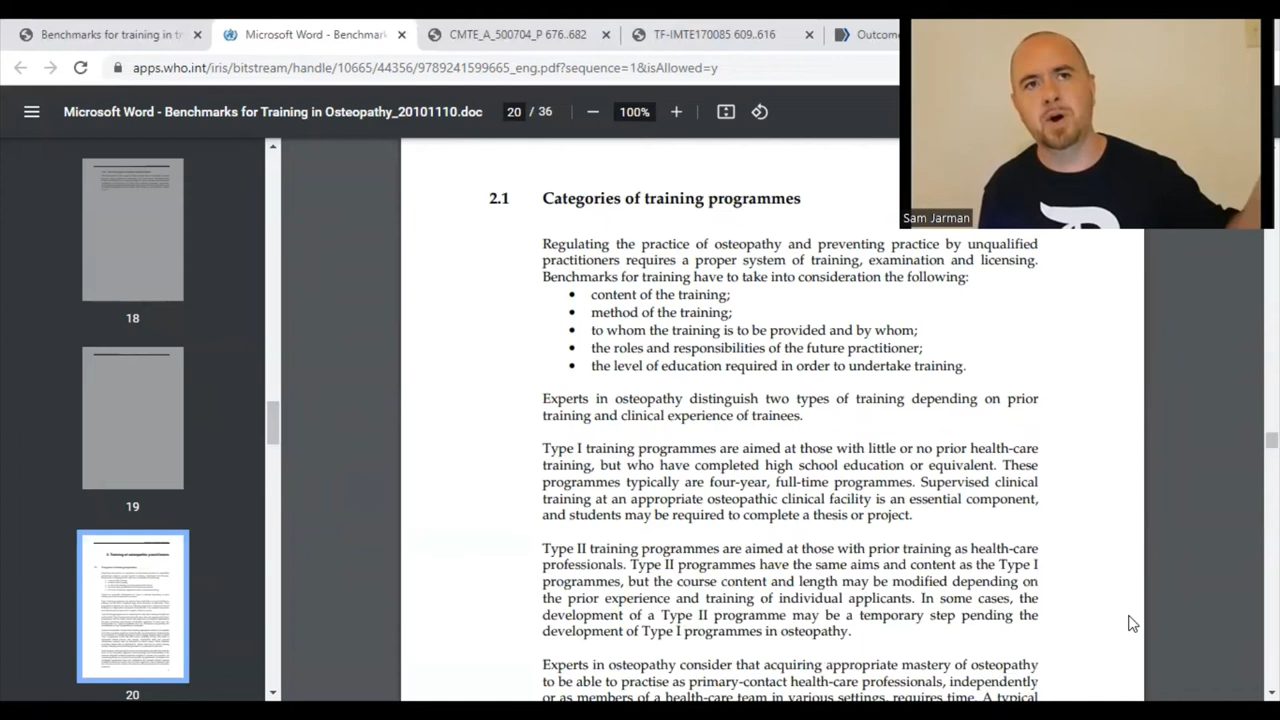 Benchmarks for training in t
Microsoft Word - Benchmark
CMTE_A_500704_P 676..682
TF-IMTE170085 609..616
Outcome
apps.who.int/iris/bitstream/handle/10665/44356/9789241599665_eng.pdf?sequence=1&isAllowed=y
Microsoft Word - Benchmarks for Training in Osteopathy_20101110.doc
20 / 36
100%
Sam Jarman
18
19
20
2.1 Categories of training programmes
Regulating the practice of osteopathy and preventing practice by unqualified
practitioners requires a proper system of training, examination and licensing.
Benchmarks for training have to take into consideration the following:
• content of the training;
• method of the training;
• to whom the training is to be provided and by whom;
• the roles and responsibilities of the future practitioner;
• the level of education required in order to undertake training.
Experts in osteopathy distinguish two types of training depending on prior
training and clinical experience of trainees.
Type I training programmes are aimed at those with little or no prior health-care
training, but who have completed high school education or equivalent. These
programmes typically are four-year, full-time programmes. Supervised clinical
training at an appropriate osteopathic clinical facility is an essential component,
and students may be required to complete a thesis or project.
Type II training programmes are aimed at those with prior training as health-care
professionals. Type II programmes have the same aims and content as the Type I
programmes, but the course content and length may be modified depending on
the prior experience and training of individual applicants. In some cases, the
development of a Type II programme may be a temporary step pending the
development of Type I programmes in osteopathy.
Experts in osteopathy consider that acquiring appropriate mastery of osteopathy
to be able to practise as primary-contact health-care professionals, independently
or as members of a health-care team in various settings, requires time. A typical